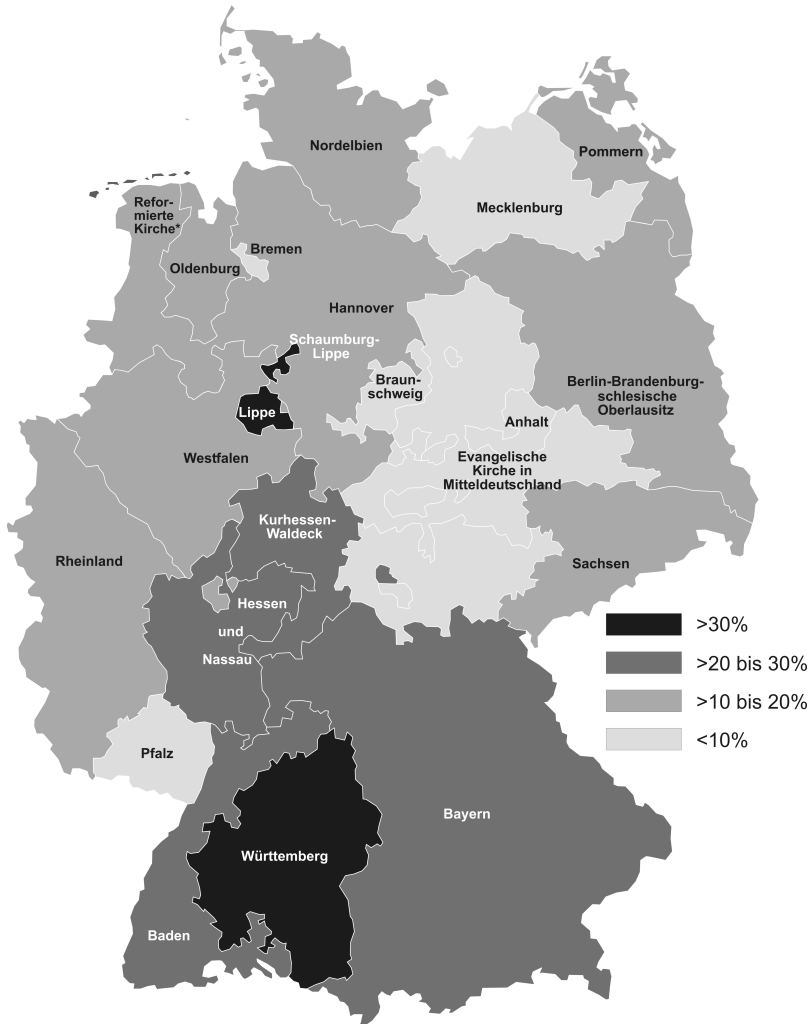 Nordelbien
Pommern
Mecklenburg
Refor-
mierte
Kirche*
Bremen
Oldenburg
Hannover
Schaumburg-
Lippe
Braun-
schweig
Berlin-Brandenburg-
schlesische
Oberlausitz
Lippe
Anhalt
Westfalen
Evangelische
Kirche in
Mitteldeutschland
Kurhessen-
Waldeck
Rheinland
Sachsen
Hessen
und
Nassau
>30%
>20 bis 30%
>10 bis 20%
<10%
Pfalz
Bayern
Württemberg
Baden